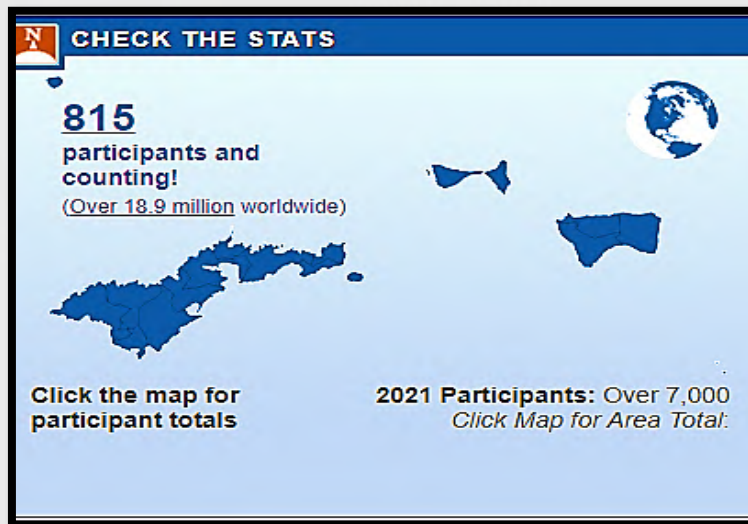 N
CHECK THE STATS
815
participants and
counting!
(Over 18.9 million worldwide)
Click the map for
participant totals
2021 Participants: Over 7,000
Click Map for Area Total: